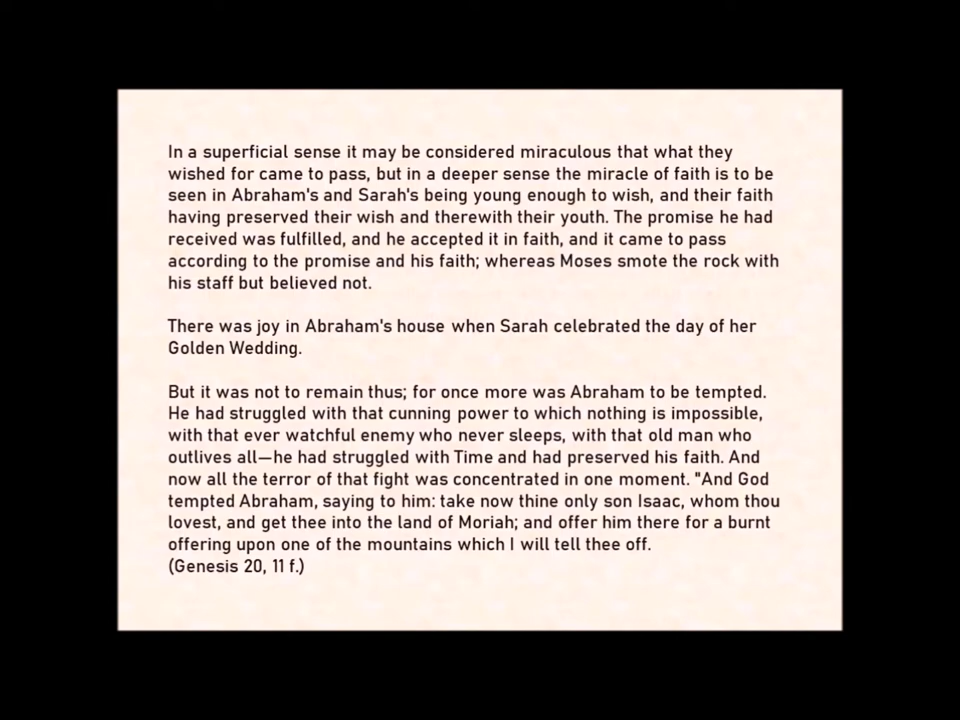 In a superficial sense it may be considered miraculous that what they
wished for came to pass, but in a deeper sense the miracle of faith is to be
seen in Abraham's and Sarah's being young enough to wish, and their faith
having preserved their wish and therewith their youth. The promise he had
received was fulfilled, and he accepted it in faith, and it came to pass
according to the promise and his faith; whereas Moses smote the rock with
his staff but believed not.
There was joy in Abraham's house when Sarah celebrated the day of her
Golden Wedding.
But it was not to remain thus; for once more was Abraham to be tempted.
He had struggled with that cunning power to which nothing is impossible,
with that ever watchful enemy who never sleeps, with that old man who
outlives all—he had struggled with Time and had preserved his faith. And
now all the terror of that fight was concentrated in one moment. "And God
tempted Abraham, saying to him: take now thine only son Isaac, whom thou
lovest, and get thee into the land of Moriah; and offer him there for a burnt
offering upon one of the mountains which I will tell thee off.
(Genesis 20, 11 f.)